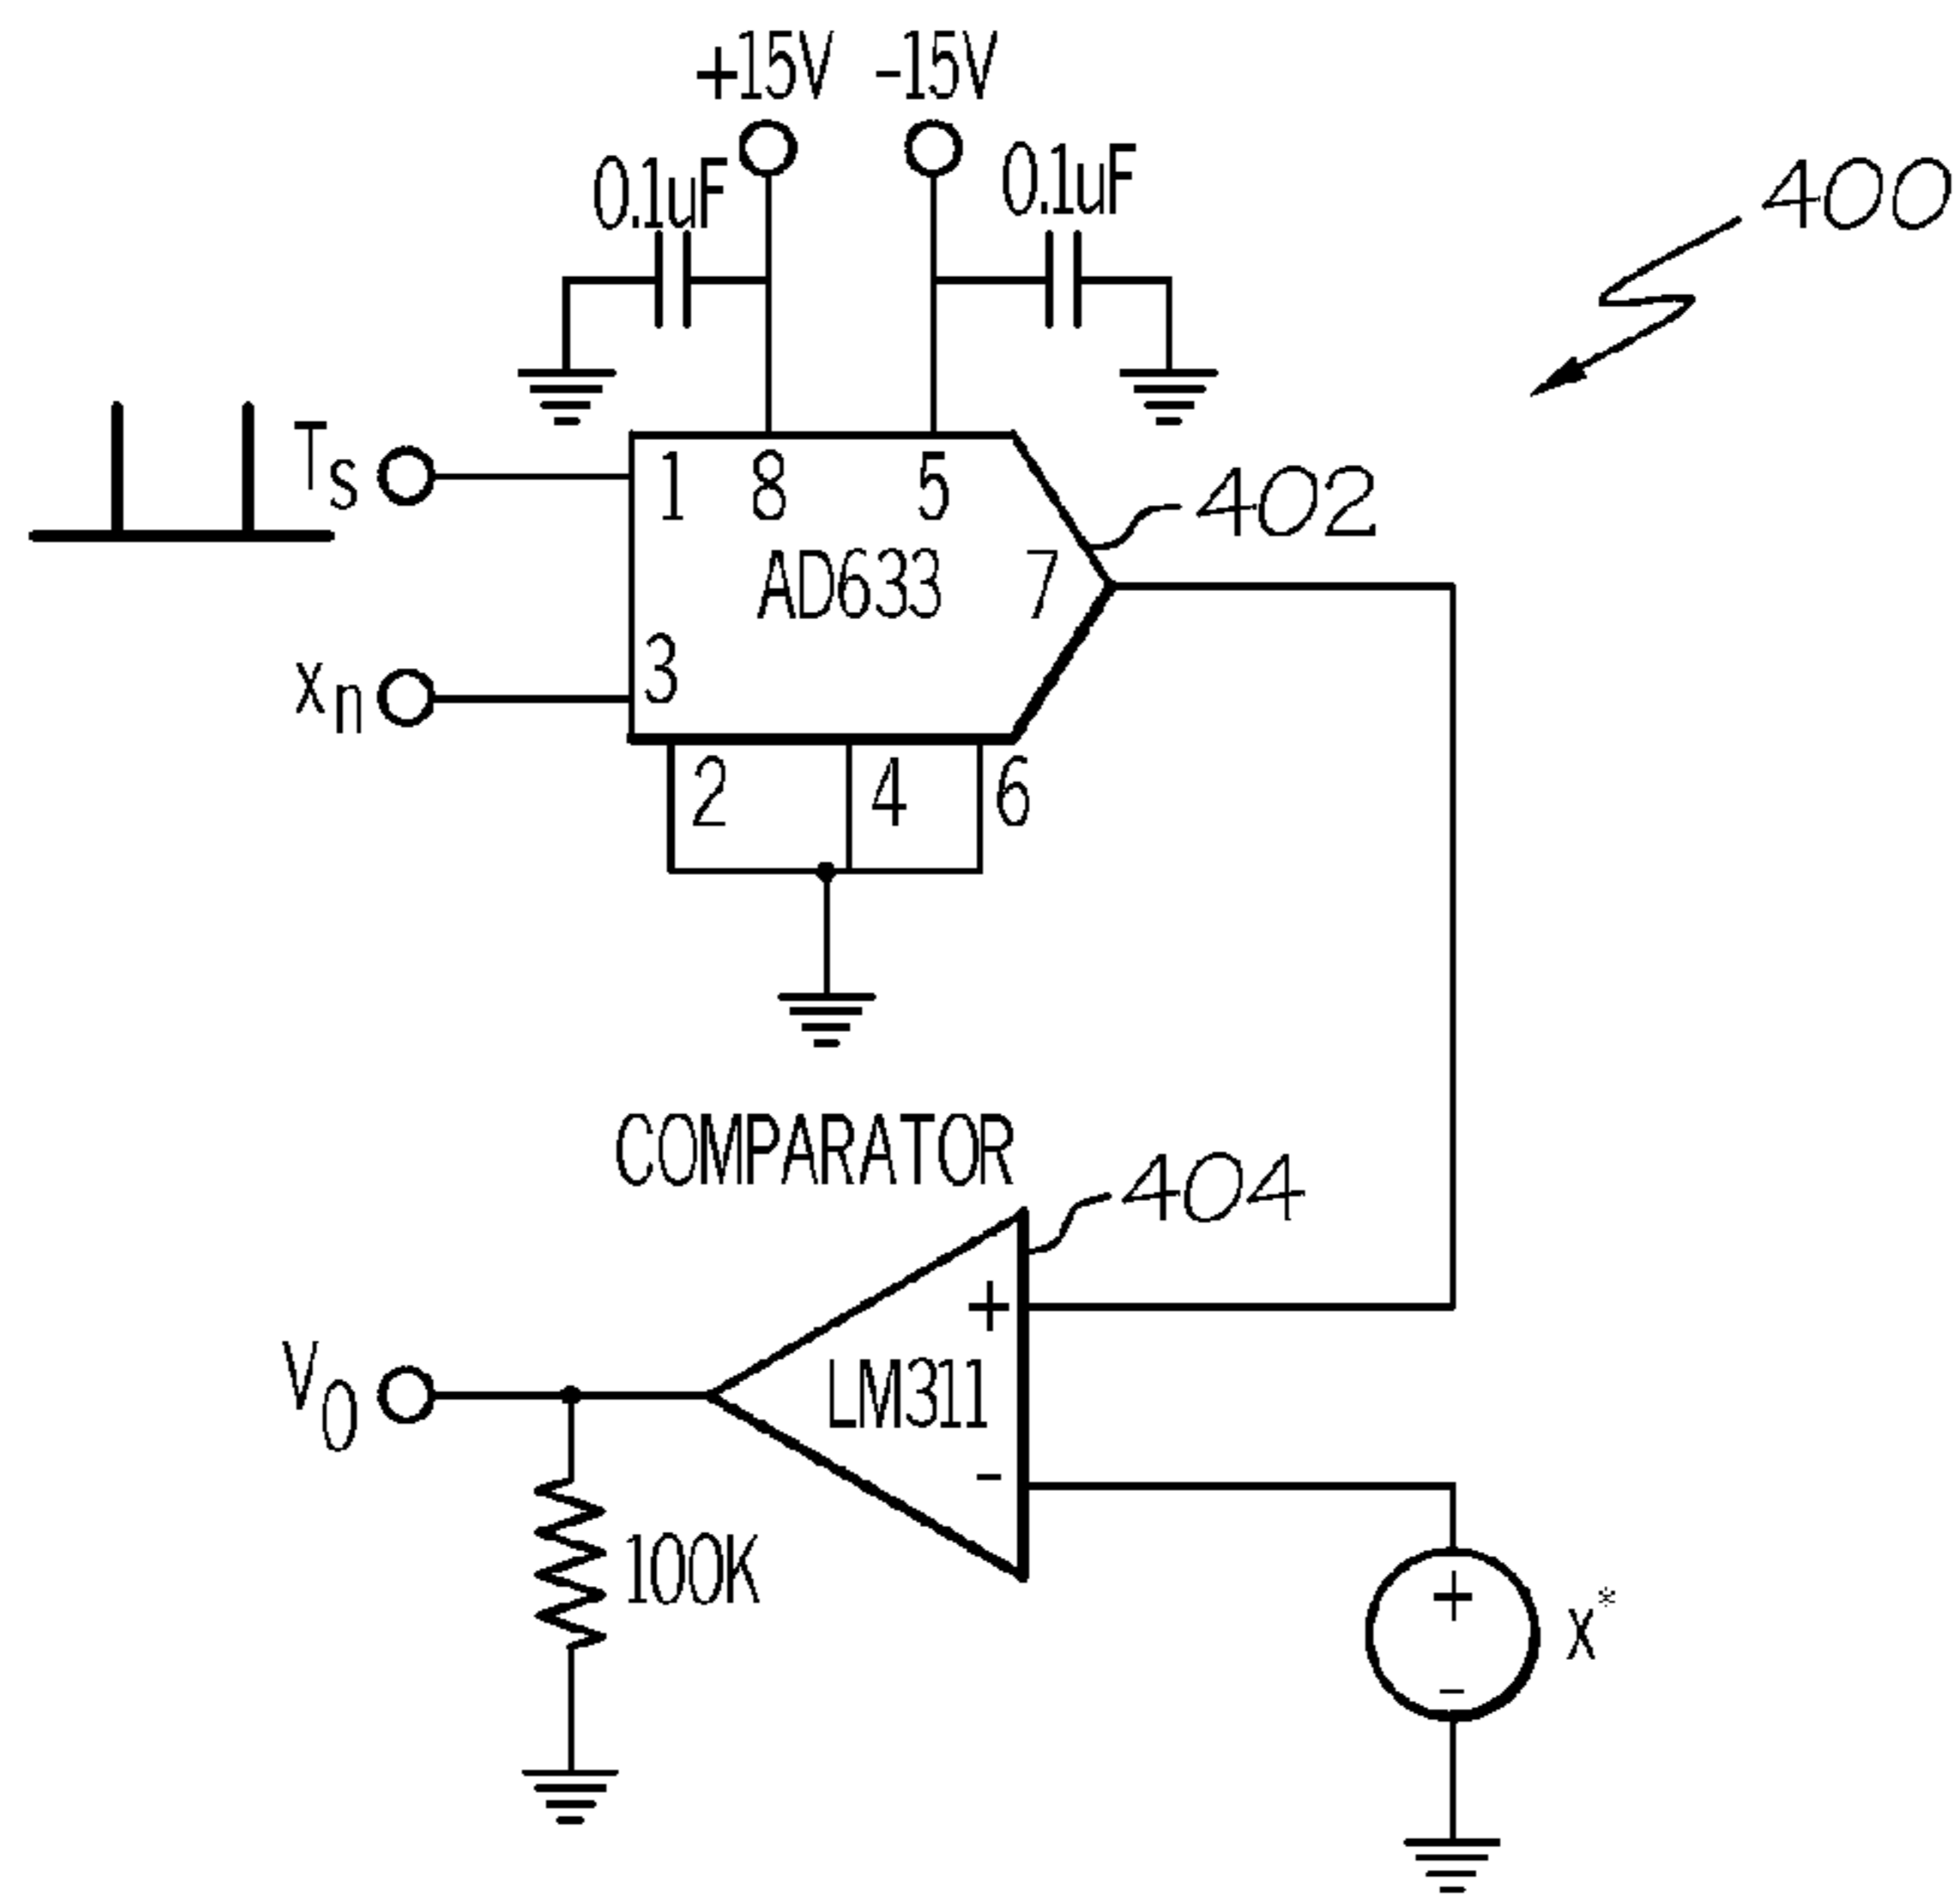 +15V -15V
0.1uF 0.1uF
400
Ts
1 8 5
402
AD633 7
xn
3
2 4 6
COMPARATOR
404
+
LM311
VO
-
100K
+
x*
-